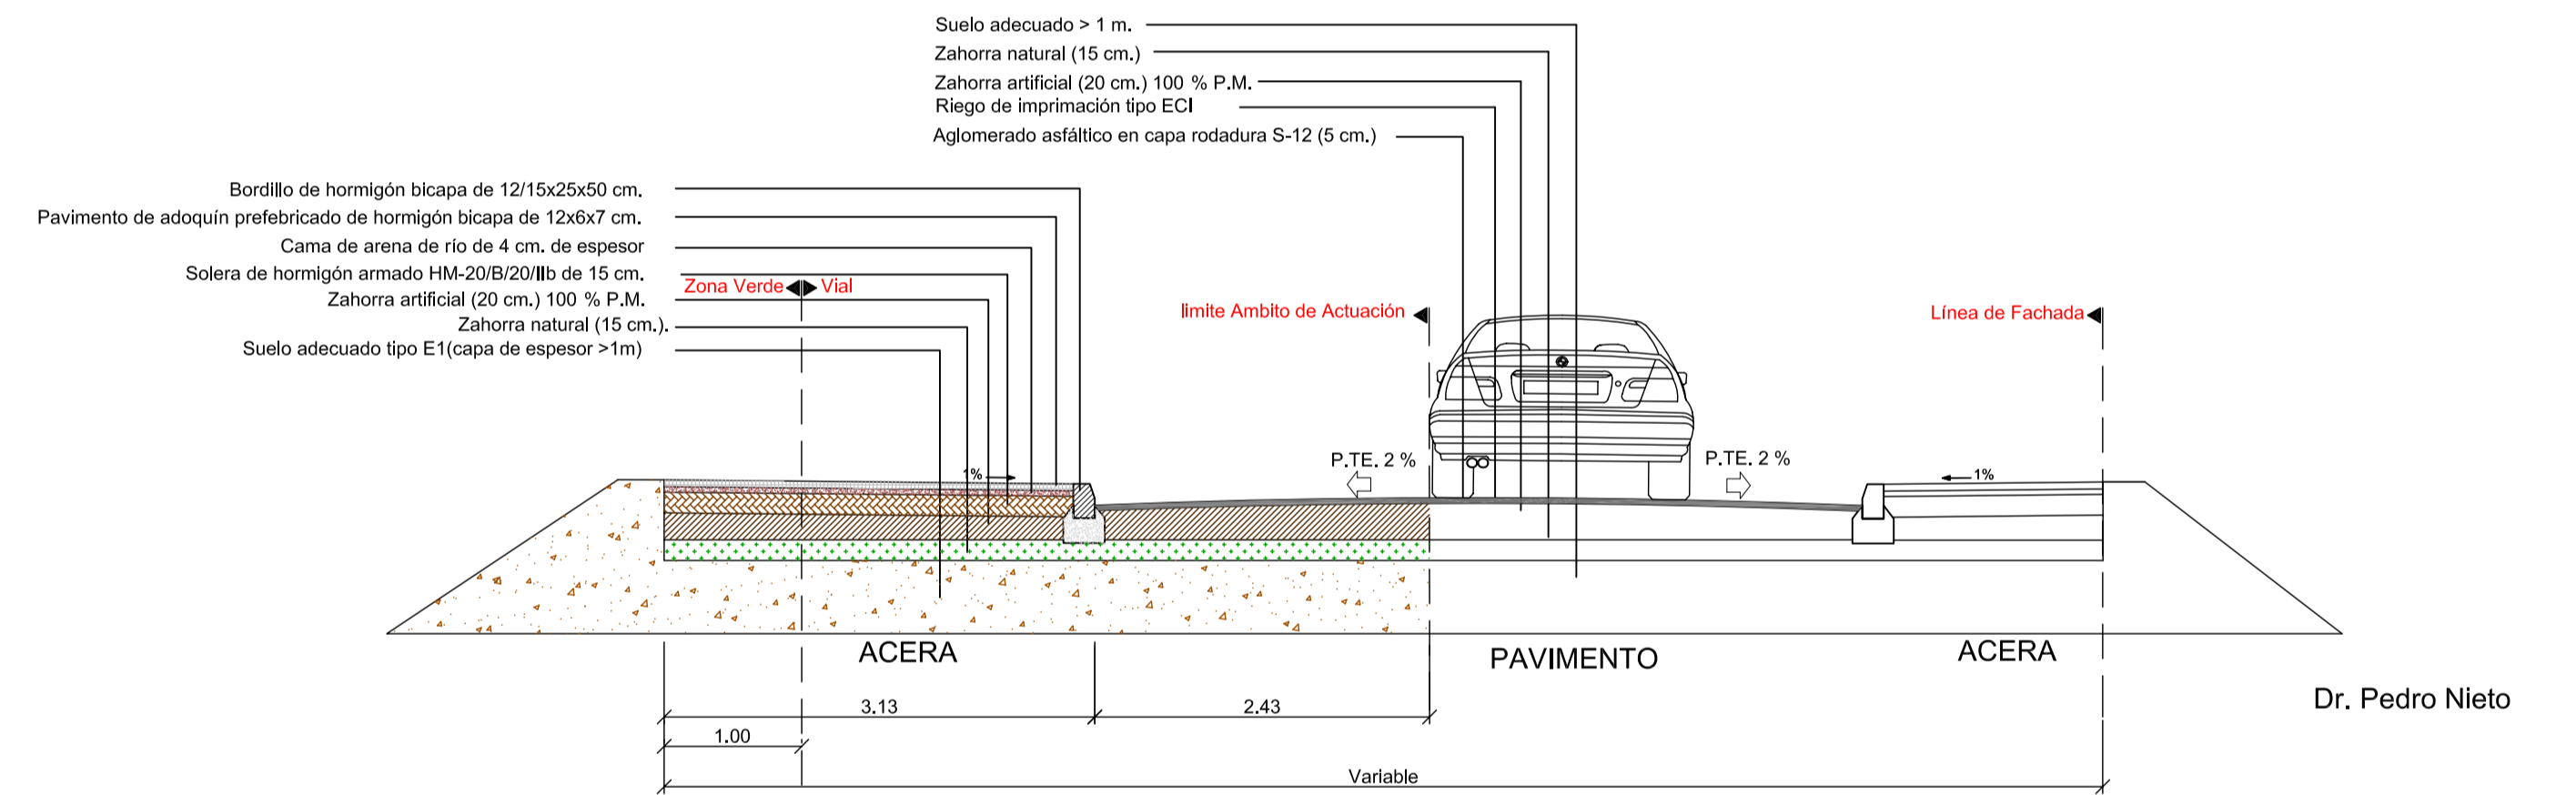 Suelo adecuado > 1 m.
Zahorra natural (15 cm.)
Zahorra artificial (20 cm.) 100 % P.M.
Riego de imprimación tipo ECI
Aglomerado asfáltico en capa rodadura S-12 (5 cm.)
Bordillo de hormigón bicapa de 12/15x25x50 cm.
Pavimento de adoquín prefebricado de hormigón bicapa de 12x6x7 cm.
Cama de arena de río de 4 cm. de espesor
Solera de hormigón armado HM-20/B/20/IIb de 15 cm.
Zona Verde Vial
Zahorra artificial (20 cm.) 100 % P.M.
Zahorra natural (15 cm.).
Suelo adecuado tipo E1(capa de espesor >1m)
limite Ambito de Actuación
Línea de Fachada
P.TE. 2 %
P.TE. 2 %
1%
1%
ACERA
PAVIMENTO
ACERA
Dr. Pedro Nieto
3.13
2.43
1.00
Variable